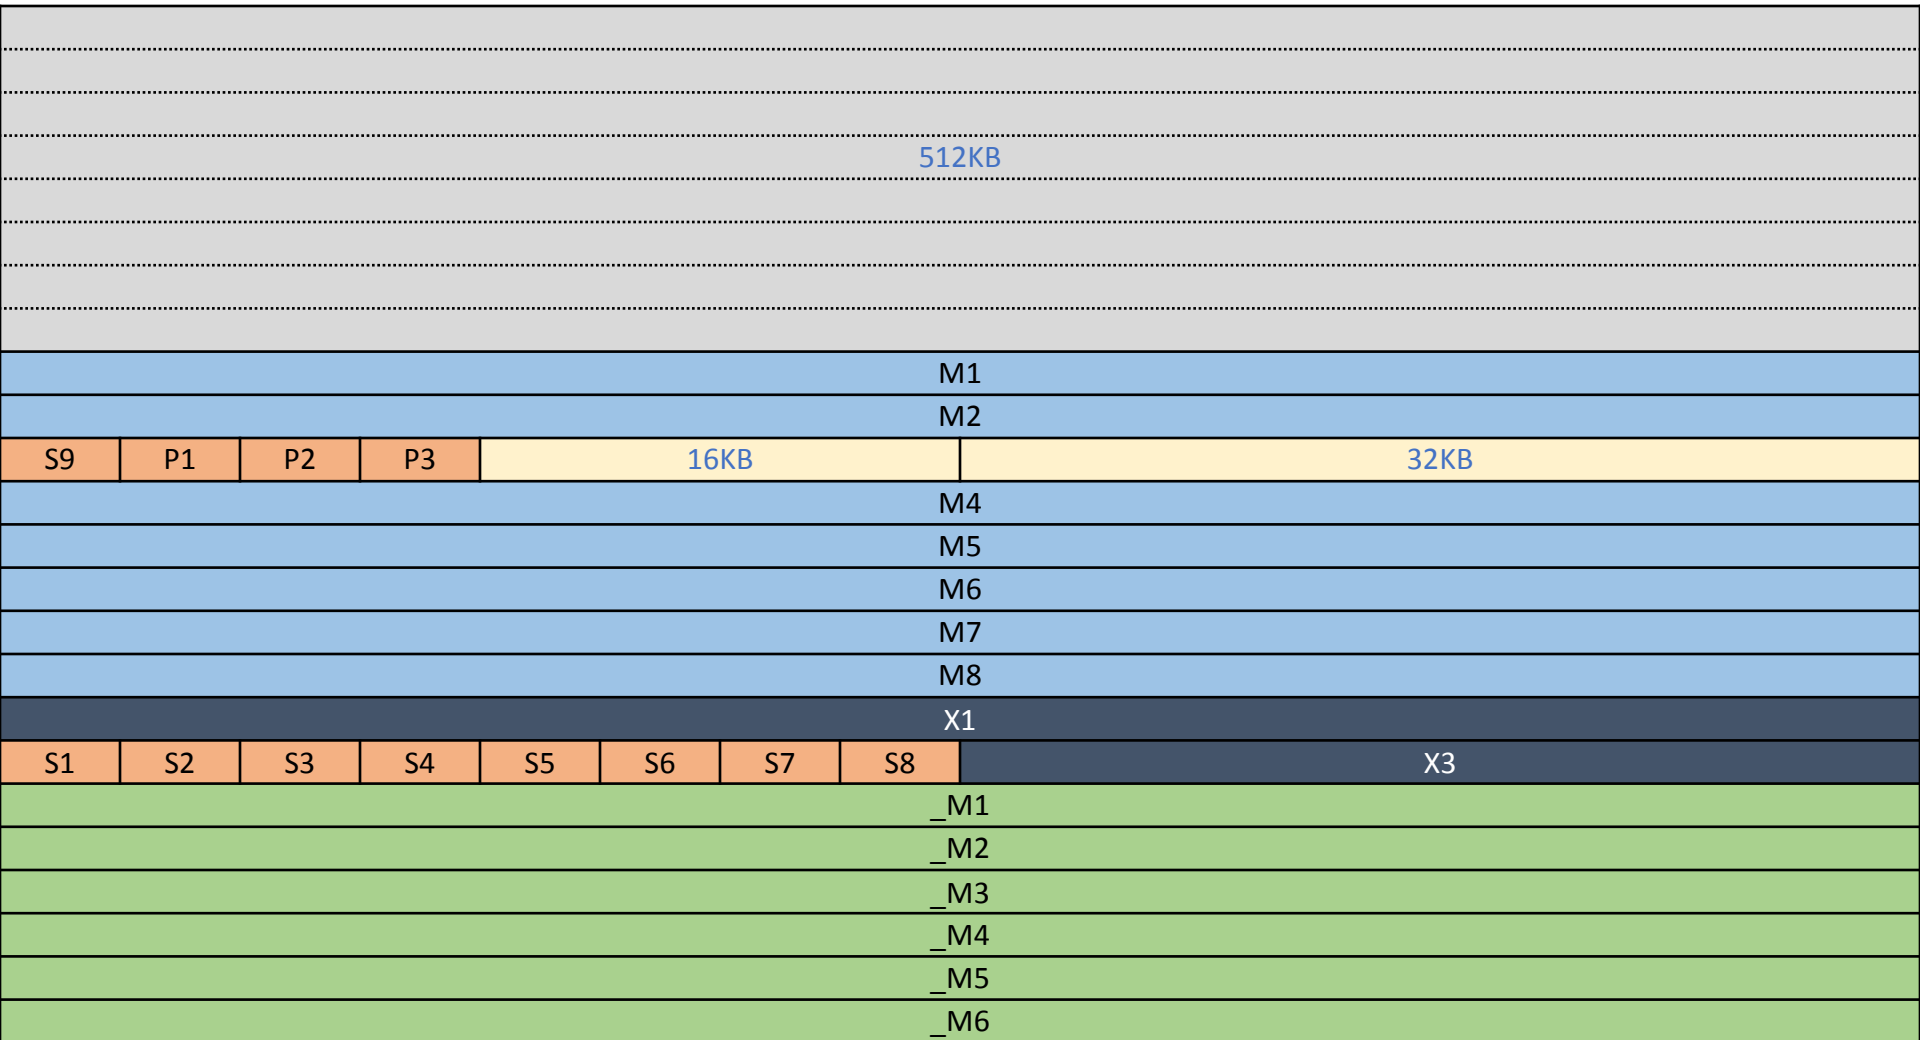 512KB
M1
M2
S9 P1 P2 P3 16KB 32KB
M4
M5
M6
M7
M8
X1
S1 S2 S3 S4 S5 S6 S7 S8 X3
_M1
_M2
_M3
_M4
_M5
_M6